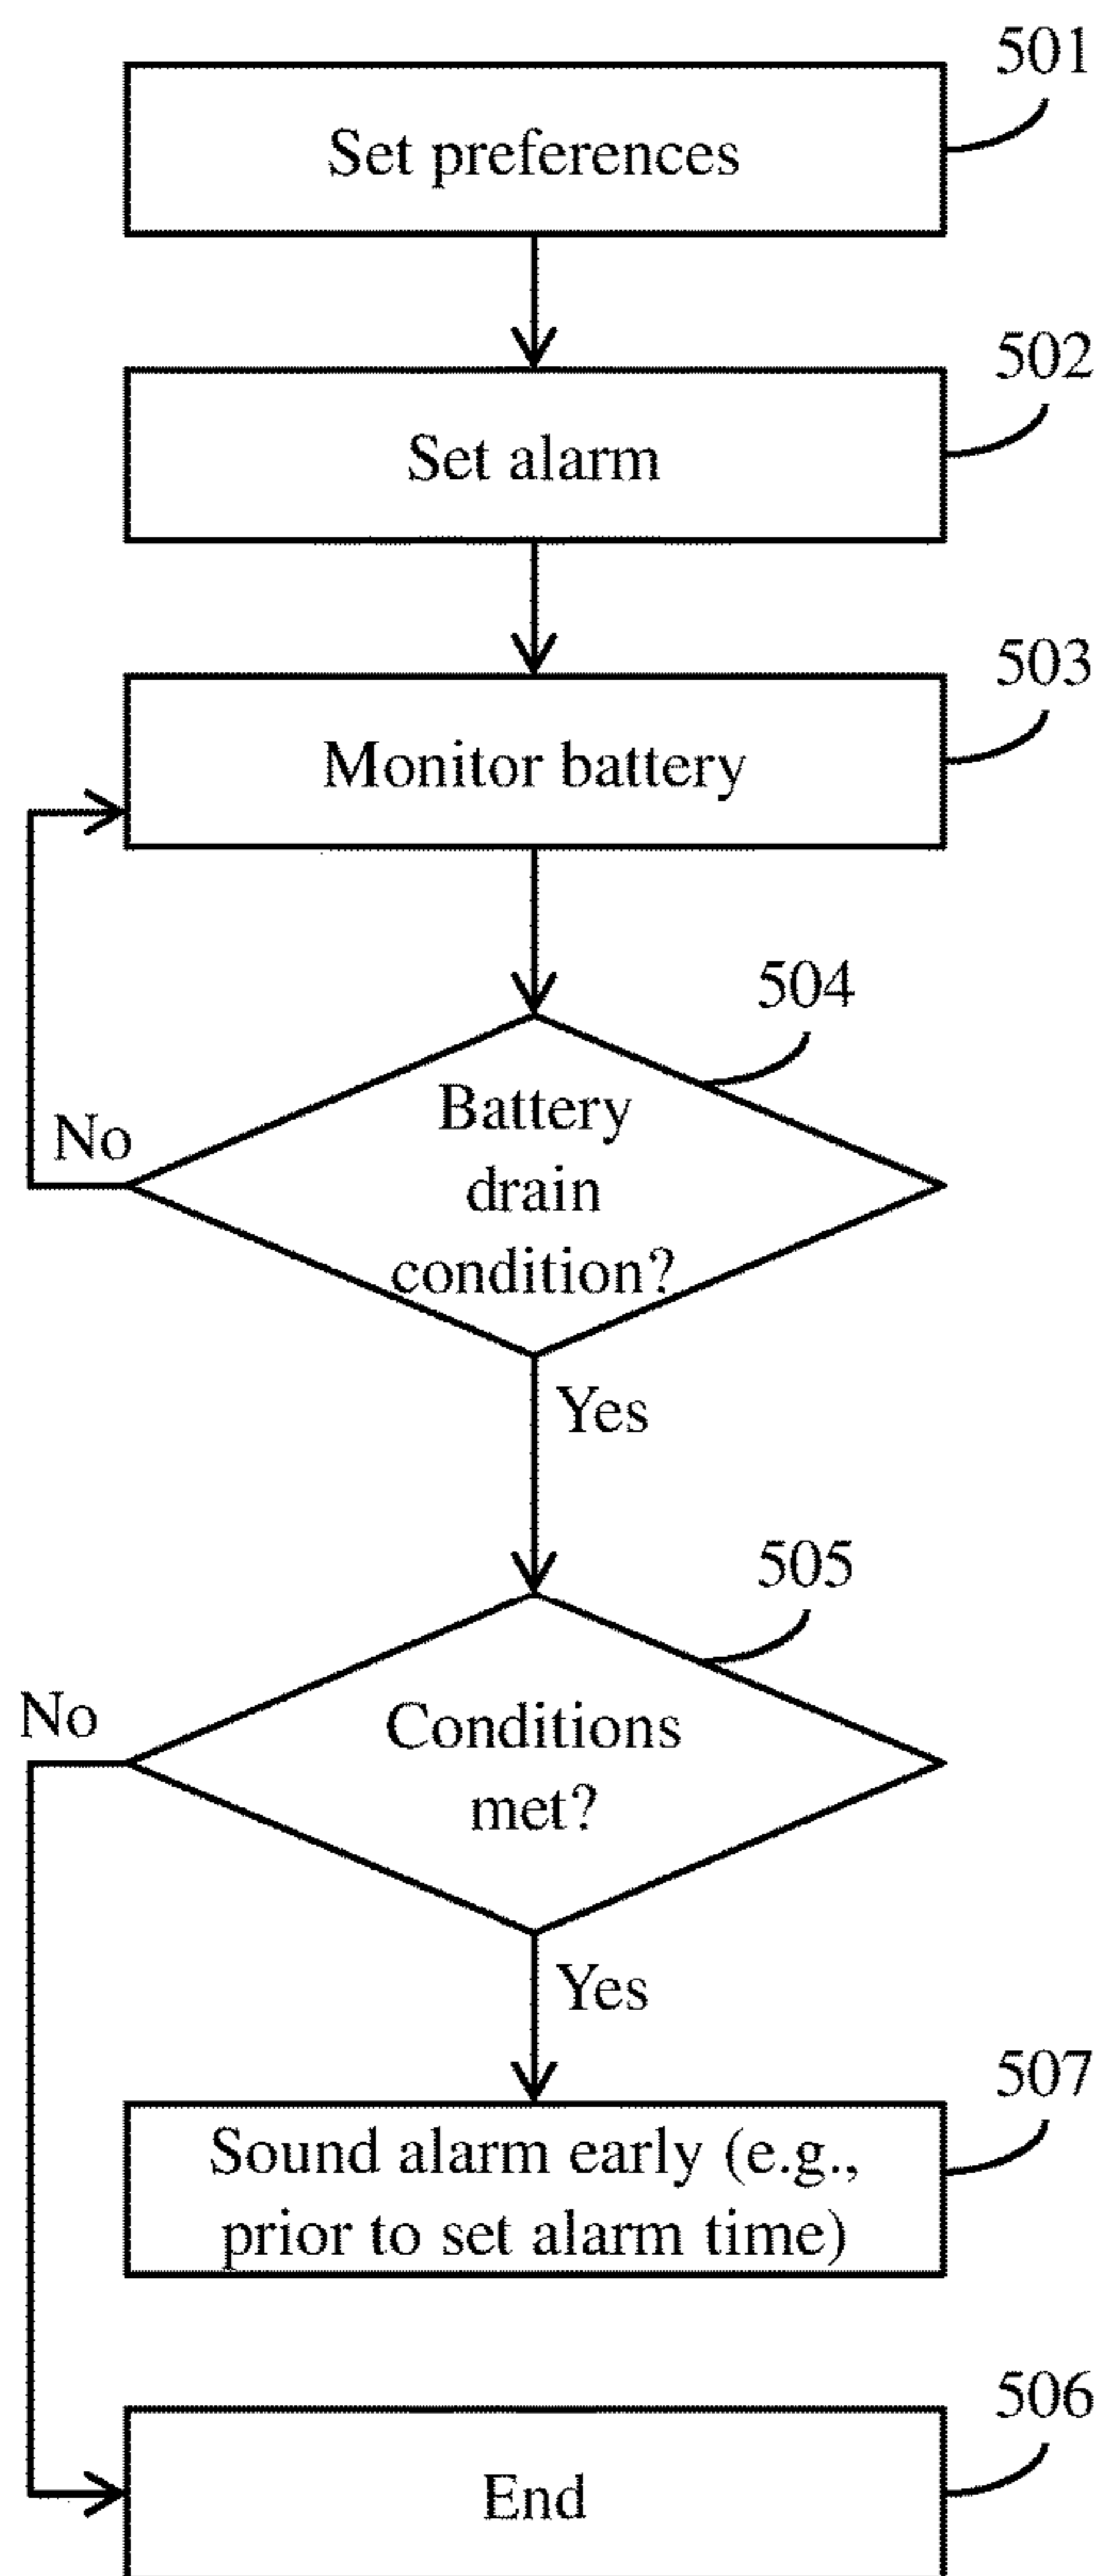 501
Set preferences
502
Set alarm
503
Monitor battery
504
Battery
drain
condition?
No
Yes
505
No
Conditions
met?
Yes
507
Sound alarm early (e.g.,
prior to set alarm time)
506
End